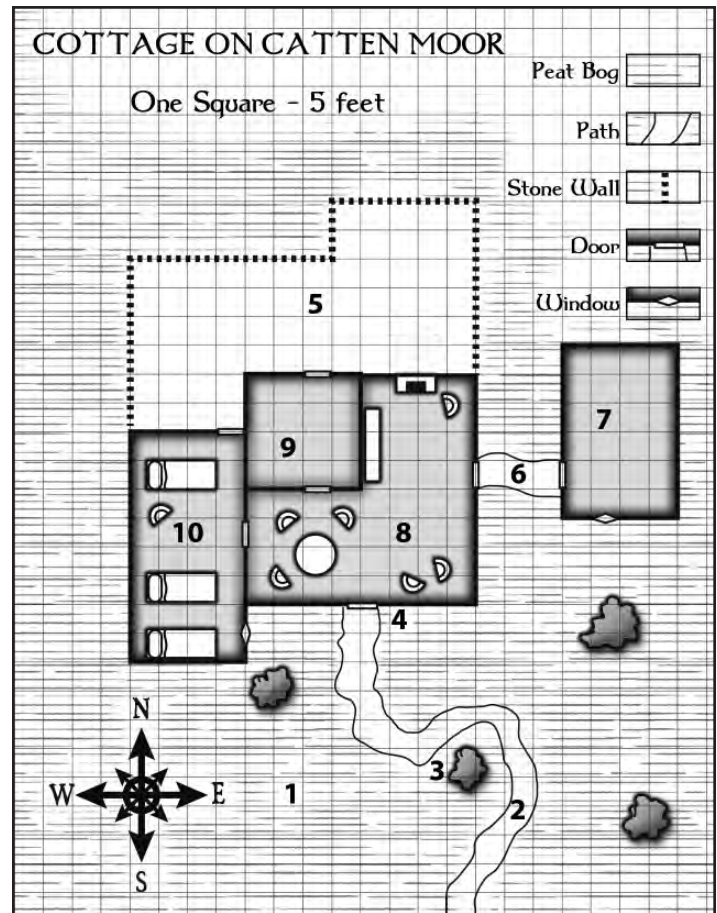 COTTAGE ON CATTEN MOOR
One Square - 5 feet
Peat Bog
Path
Stone Wall
Door
Window
5
7
6
9
10
8
4
N
3
W
E
1
2
S